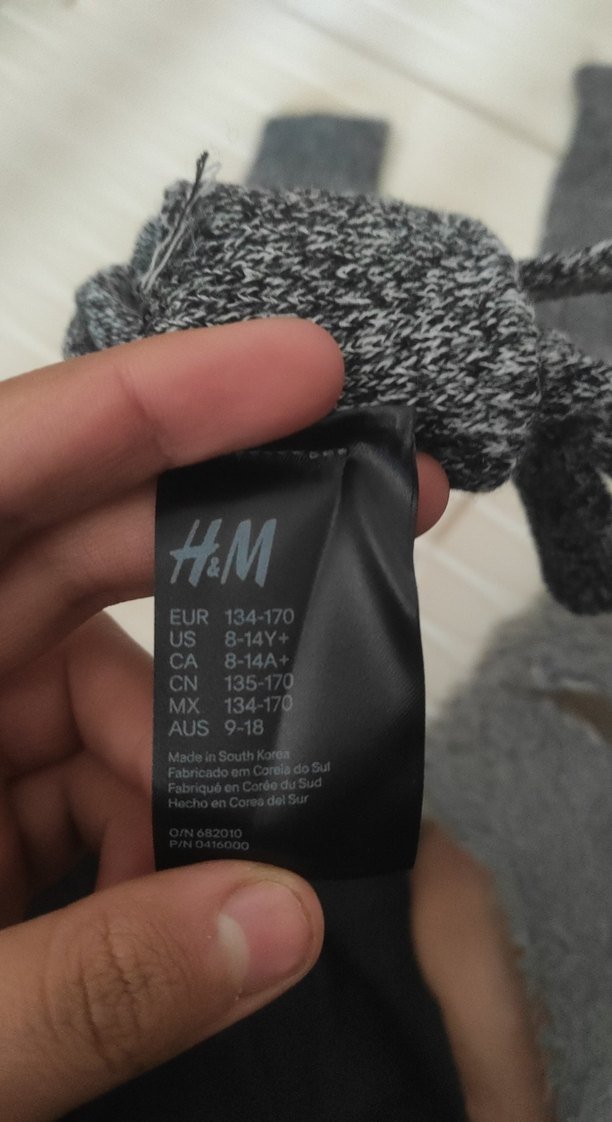 H&M
EUR 134-170
US 8-14Y+
CA 8-14A+
CN 135-170
MX 134-170
AUS 9-18
Made in South Korea
Fabricado em Coreia do Sul
Fabriqué en Corée du Sud
Hecho en Corea del Sur
O/N 682010
P/N 0416000